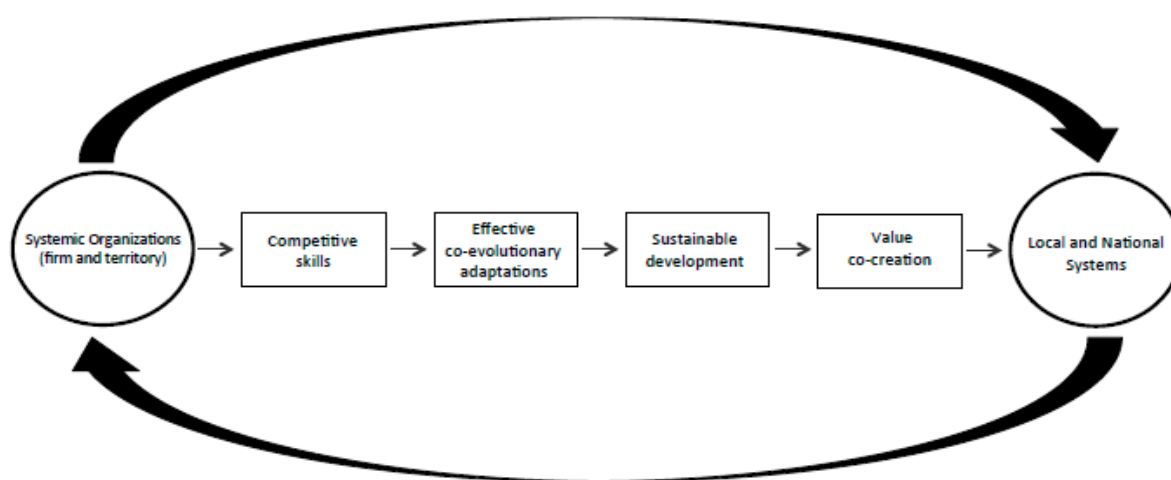 Systemic Organizations
(firm and territory)
Competitive
skills
Effective
co-evolutionary
adaptations
Sustainable
development
Value
co-creation
Local and National
Systems